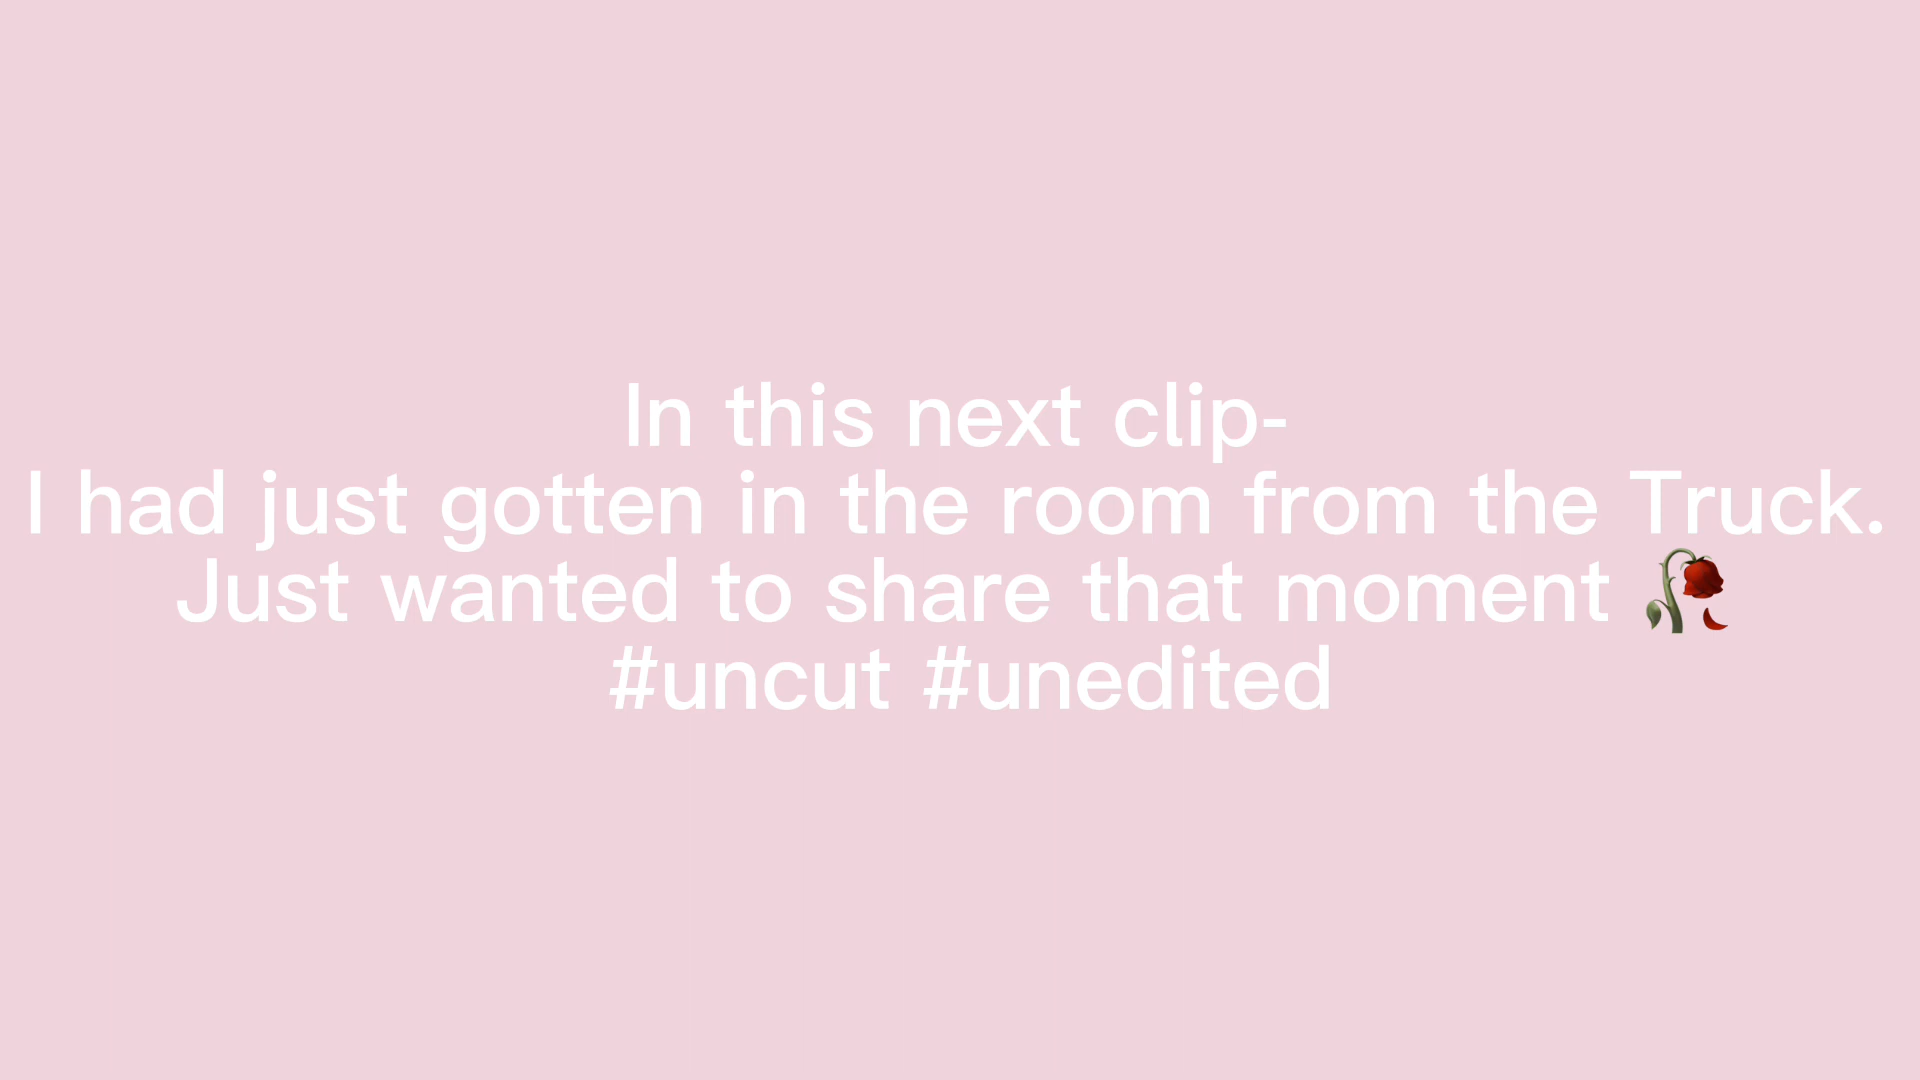 In this next clip-
I had just gotten in the room from the Truck.
Just wanted to share that moment 🥀
#uncut #unedited